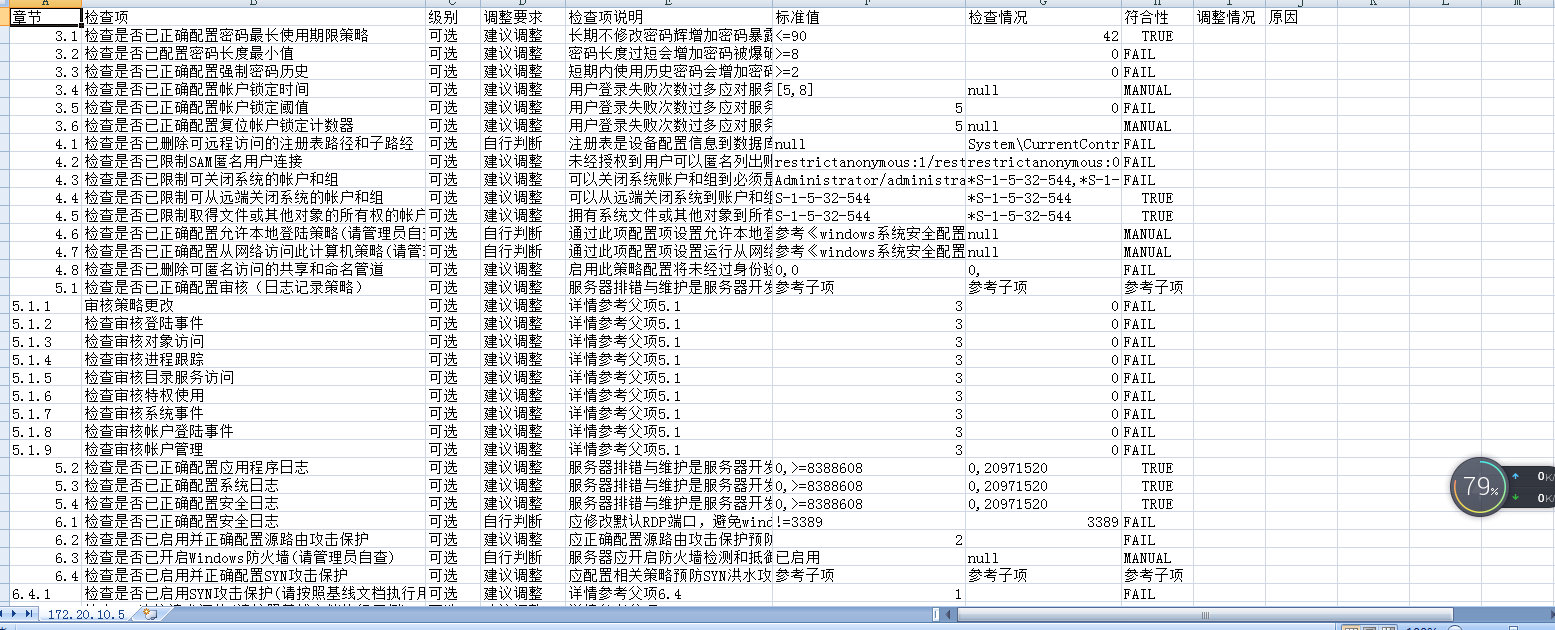 章节 检查项 级别 调整要求 检查项说明 标准值 检查情况 符合性 调整情况 原因
3.1 检查是否已正确配置密码最长使用期限策略 可选 建议调整 长期不修改密码辉增加密码暴露 <=90 42 TRUE
3.2 检查是否已配置密码长度最小值 可选 建议调整 密码长度过短会增加密码被爆破 >=8 0 FAIL
3.3 检查是否已正确配置强制密码历史 可选 建议调整 短期内使用历史密码会增加密码 >=2 0 FAIL
3.4 检查是否已正确配置帐户锁定时间 可选 建议调整 用户登录失败次数过多应对服务 [5,8] null MANUAL
3.5 检查是否已正确配置帐户锁定阈值 可选 建议调整 用户登录失败次数过多应对服务 5 0 FAIL
3.6 检查是否已正确配置复位帐户锁定计数器 可选 建议调整 用户登录失败次数过多应对服务 5 null MANUAL
4.1 检查是否已删除可远程访问的注册表路径和子路经 可选 自行判断 注册表是设备配置信息到数据库 null System\CurrentContr FAIL
4.2 检查是否已限制SAM匿名用户连接 可选 建议调整 未经授权到用户可以匿名列出账 restrictanonymous:1/rest restrictanonymous:0 FAIL
4.3 检查是否已限制可关闭系统的帐户和组 可选 建议调整 可以关闭系统账户和组到必须是 Administrator/administra *S-1-5-32-544,*S-1- FAIL
4.4 检查是否已限制可从远端关闭系统的帐户和组 可选 建议调整 可以从远端关闭系统到账户和组 S-1-5-32-544 *S-1-5-32-544 TRUE
4.5 检查是否已限制取得文件或其他对象的所有权的帐户 可选 建议调整 拥有系统文件或其他对象到所有 S-1-5-32-544 *S-1-5-32-544 TRUE
4.6 检查是否已正确配置允许本地登陆策略(请管理员自 可选 自行判断 通过此项配置项设置允许本地登 参考《windows系统安全配置 null MANUAL
4.7 检查是否已正确配置从网络访问此计算机策略(请管 可选 自行判断 通过此项配置项设置运行从网络 参考《windows系统安全配置 null MANUAL
4.8 检查是否已删除可匿名访问的共享和命名管道 可选 建议调整 启用此策略配置将未经过身份验 0,0 0, FAIL
5.1 检查是否已正确配置审核（日志记录策略） 可选 建议调整 服务器排错与维护是服务器开发 参考子项 参考子项 参考子项
5.1.1 审核策略更改 可选 建议调整 详情参考父项5.1 3 0 FAIL
5.1.2 检查审核登陆事件 可选 建议调整 详情参考父项5.1 3 0 FAIL
5.1.3 检查审核对象访问 可选 建议调整 详情参考父项5.1 3 0 FAIL
5.1.4 检查审核进程跟踪 可选 建议调整 详情参考父项5.1 3 0 FAIL
5.1.5 检查审核目录服务访问 可选 建议调整 详情参考父项5.1 3 0 FAIL
5.1.6 检查审核特权使用 可选 建议调整 详情参考父项5.1 3 0 FAIL
5.1.7 检查审核系统事件 可选 建议调整 详情参考父项5.1 3 0 FAIL
5.1.8 检查审核帐户登陆事件 可选 建议调整 详情参考父项5.1 3 0 FAIL
5.1.9 检查审核帐户管理 可选 建议调整 详情参考父项5.1 3 0 FAIL
5.2 检查是否已正确配置应用程序日志 可选 建议调整 服务器排错与维护是服务器开发 0,>=8388608 0,20971520 TRUE
5.3 检查是否已正确配置系统日志 可选 建议调整 服务器排错与维护是服务器开发 0,>=8388608 0,20971520 TRUE
5.4 检查是否已正确配置安全日志 可选 建议调整 服务器排错与维护是服务器开发 0,>=8388608 0,20971520 TRUE
6.1 检查是否已正确配置安全日志 可选 自行判断 应修改默认RDP端口，避免wind !=3389 3389 FAIL
6.2 检查是否已启用并正确配置源路由攻击保护 可选 建议调整 应正确配置源路由攻击保护预防 2 FAIL
6.3 检查是否已开启Windows防火墙(请管理员自查) 可选 自行判断 服务器应开启防火墙检测和抵御 已启用 null MANUAL
6.4 检查是否已启用并正确配置SYN攻击保护 可选 建议调整 应配置相关策略预防SYN洪水攻 参考子项 参考子项 参考子项
6.4.1 检查是否已启用SYN攻击保护(请按照基线文档执行 可选 建议调整 详情参考父项6.4 1 FAIL
79%
0K/
0K/
172.20.10.5